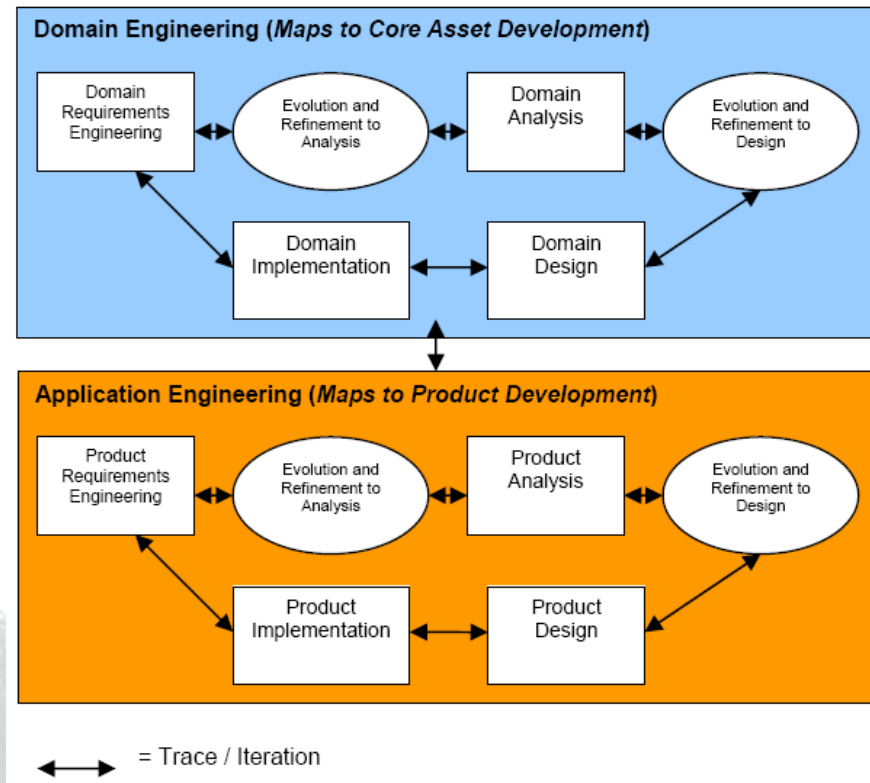 Domain Engineering (Maps to Core Asset Development)
Domain
Requirements
Engineering
Evolution and
Refinement to
Analysis
Domain
Analysis
Evolution and
Refinement to
Design
Domain
Implementation
Domain
Design
Application Engineering (Maps to Product Development)
Product
Requirements
Engineering
Evolution and
Refinement to
Analysis
Product
Analysis
Evolution and
Refinement to
Design
Product
Implementation
Product
Design
= Trace / Iteration